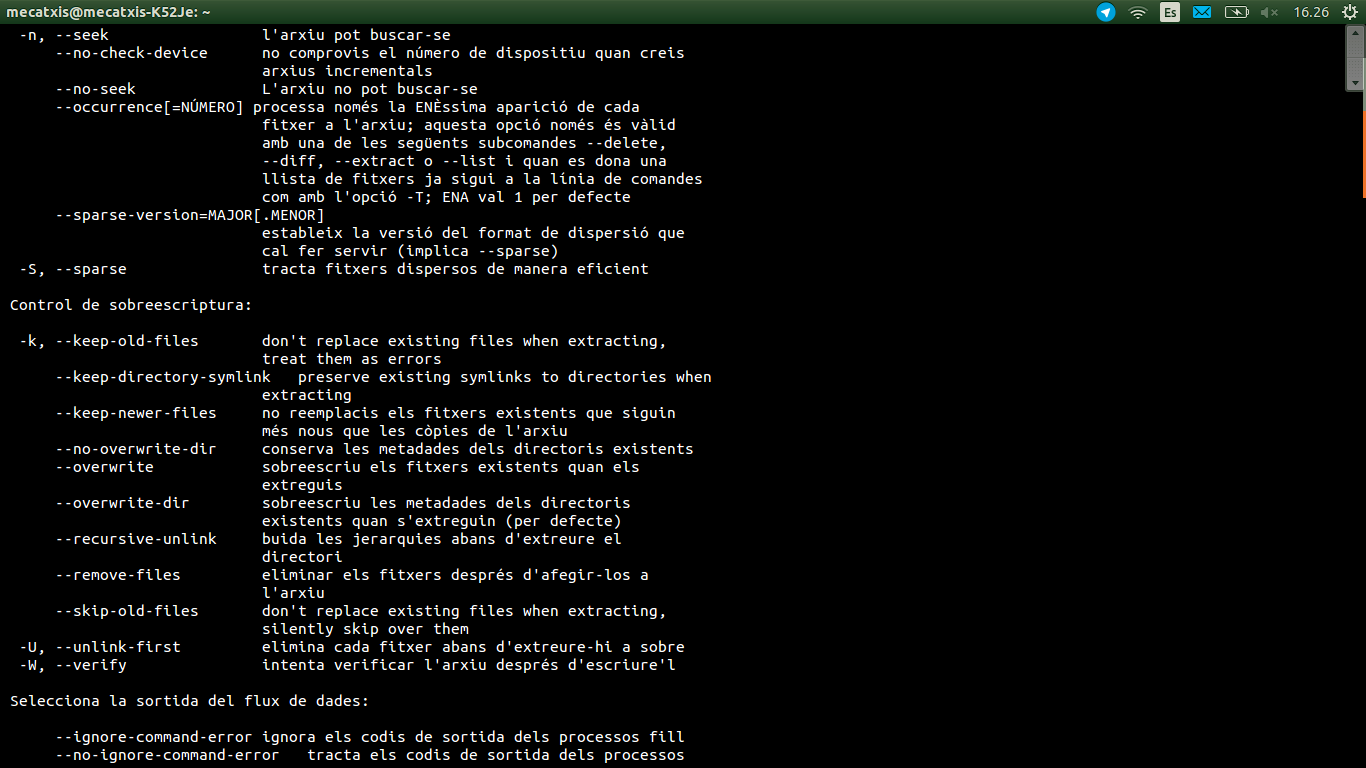 mecatxis@mecatxis-K52Je: ~
Es
16.26
-n, --seek l'arxiu pot buscar-se
--no-check-device no comprovis el número de dispositiu quan creis
arxius incrementals
--no-seek L'arxiu no pot buscar-se
--occurrence[=NÚMERO] processa només la ENÈssima aparició de cada
fitxer a l'arxiu; aquesta opció només és vàlid
amb una de les següents subcomandes --delete,
--diff, --extract o --list i quan es dona una
llista de fitxers ja sigui a la línia de comandes
com amb l'opció -T; ENA val 1 per defecte
--sparse-version=MAJOR[.MENOR]
estableix la versió del format de dispersió que
cal fer servir (implica --sparse)
-S, --sparse tracta fitxers dispersos de manera eficient
Control de sobreescriptura:
-k, --keep-old-files don't replace existing files when extracting,
treat them as errors
--keep-directory-symlink preserve existing symlinks to directories when
extracting
--keep-newer-files no reemplacis els fitxers existents que siguin
més nous que les còpies de l'arxiu
--no-overwrite-dir conserva les metadades dels directoris existents
--overwrite sobreescriu els fitxers existents quan els
extreguis
--overwrite-dir sobreescriu les metadades dels directoris
existents quan s'extreguin (per defecte)
--recursive-unlink buida les jerarquies abans d'extreure el
directori
--remove-files eliminar els fitxers després d'afegir-los a
l'arxiu
--skip-old-files don't replace existing files when extracting,
silently skip over them
-U, --unlink-first elimina cada fitxer abans d'extreure-hi a sobre
-W, --verify intenta verificar l'arxiu després d'escriure'l
Selecciona la sortida del flux de dades:
--ignore-command-error ignora els codis de sortida dels processos fill
--no-ignore-command-error tracta els codis de sortida dels processos